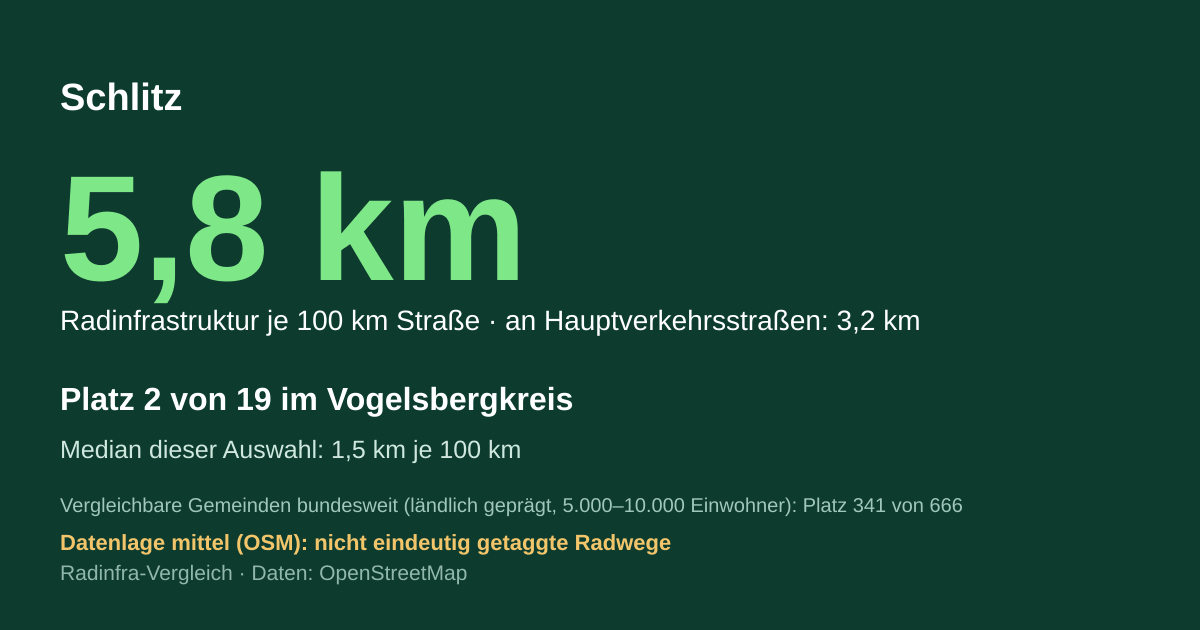 Schlitz
5,8 km
Radinfrastruktur je 100 km Straße · an Hauptverkehrsstraßen: 3,2 km
Platz 2 von 19 im Vogelsbergkreis
Median dieser Auswahl: 1,5 km je 100 km
Vergleichbare Gemeinden bundesweit (ländlich geprägt, 5.000–10.000 Einwohner): Platz 341 von 666
Datenlage mittel (OSM): nicht eindeutig getaggte Radwege
Radinfra-Vergleich · Daten: OpenStreetMap